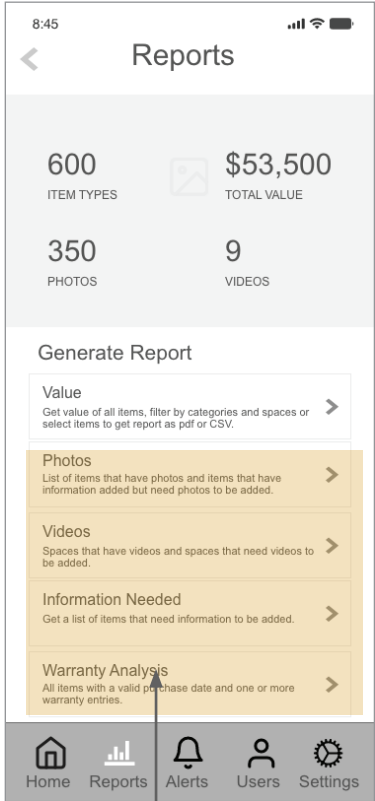 8:45
Reports
600
ITEM TYPES
$53,500
TOTAL VALUE
350
PHOTOS
9
VIDEOS
Generate Report
Value
Get value of all items, filter by categories and spaces or
select items to get report as pdf or CSV.
Photos
List of items that have photos and items that have
information added but need photos to be added.
Videos
Spaces that have videos and spaces that need videos to
be added.
Information Needed
Get a list of items that need information to be added.
Warranty Analysis
All items with a valid purchase date and one or more
warranty entries.
Home Reports Alerts Users Settings